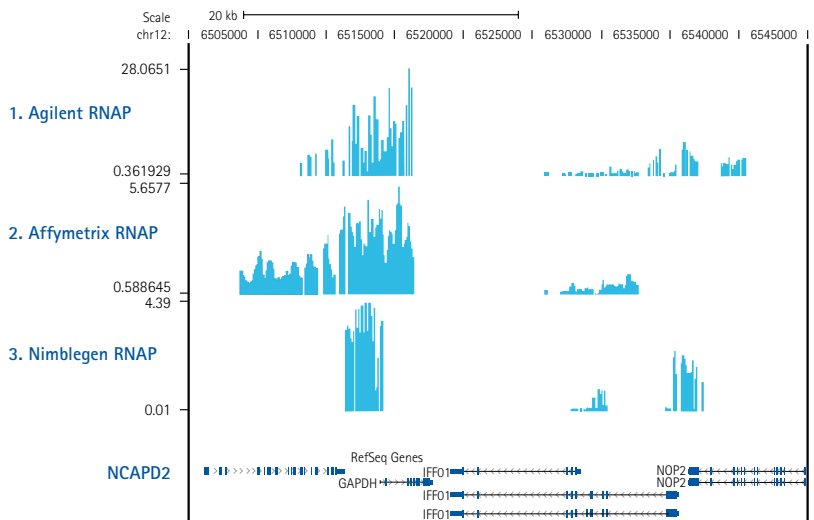 Scale 20 kb
chr12: 6505000 6510000 6515000 6520000 6525000 6530000 6535000 6540000 6545000
28.0651
1. Agilent RNAP
0.361929
5.6577
2. Affymetrix RNAP
0.588645
4.39
3. Nimblegen RNAP
0.01
RefSeq Genes
NCAPD2 IFFO1 NOP2
GAPDH NOP2
IFFO1
IFFO1